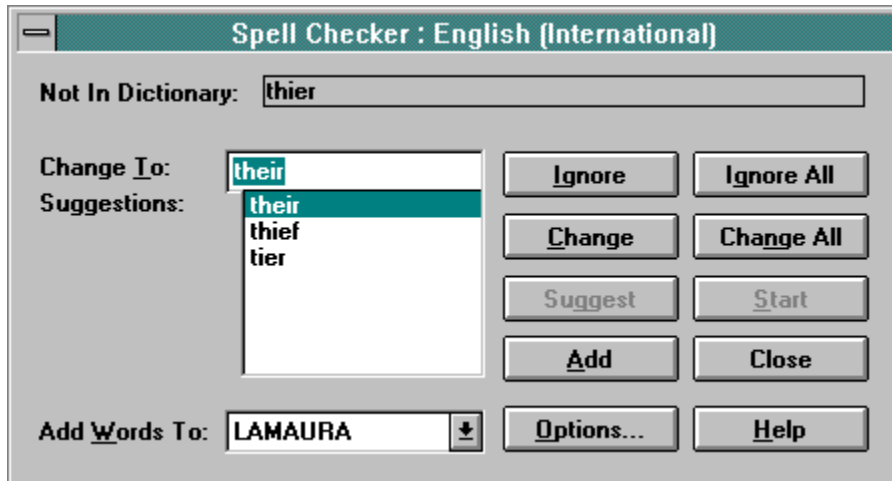 Spell Checker : English (International)
Not In Dictionary: thier
Change To: their
Ignore Ignore All
Suggestions: their
thief
Change Change All
tier
Suggest Start
Add Close
Add Words To: LAMAURA
Options... Help